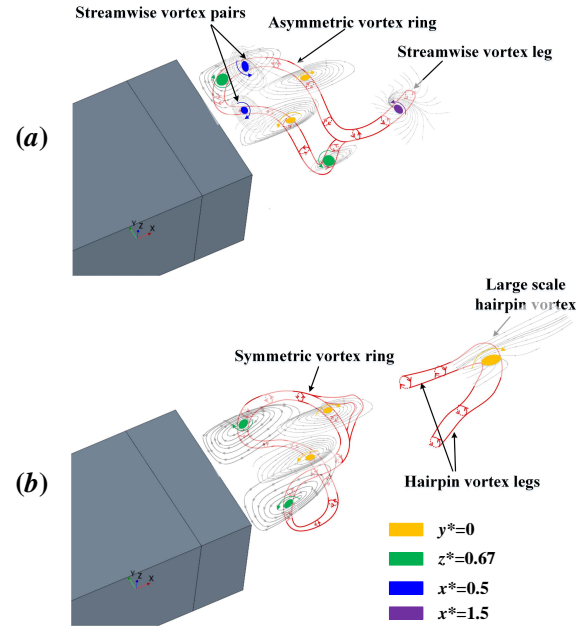 Streamwise vortex pairs
Asymmetric vortex ring
Streamwise vortex leg
(a)
Y Z X
Large scale
hairpin vortex
Symmetric vortex ring
(b)
Hairpin vortex legs
y*=0
z*=0.67
x*=0.5
x*=1.5
Y Z X